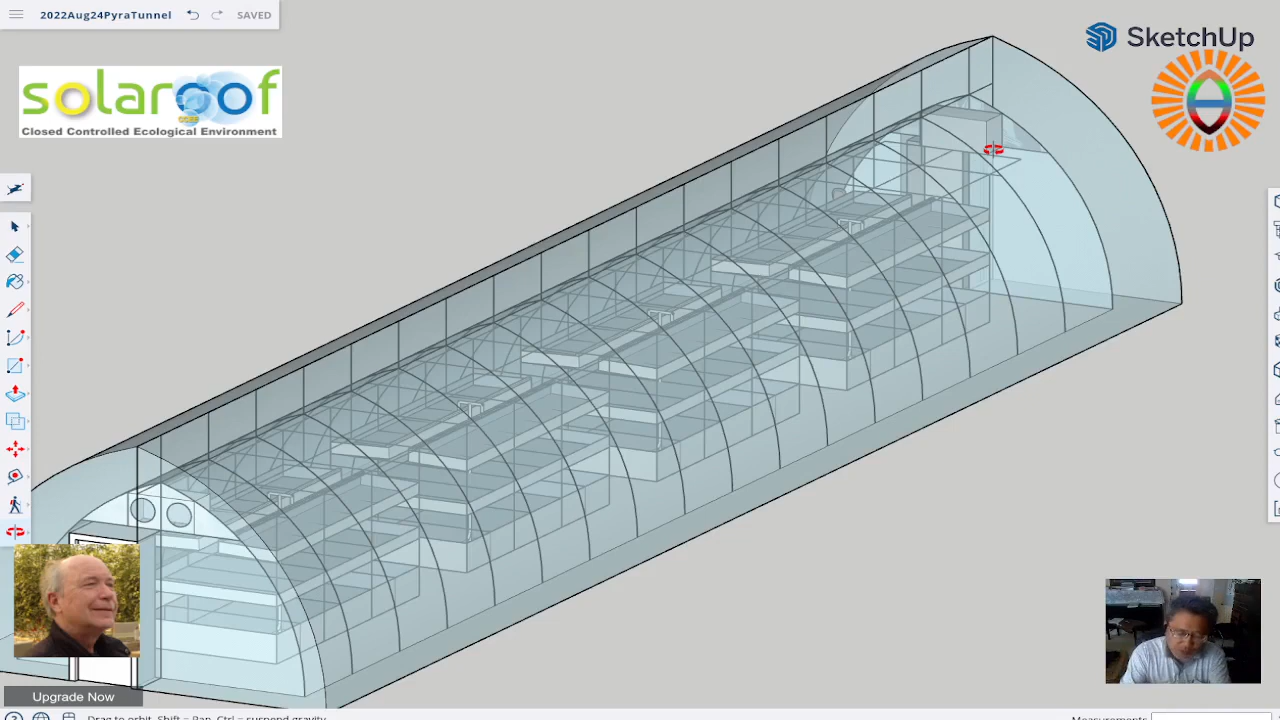 2022Aug24PyraTunnel
SAVED
SketchUp
solaroof
Closed Controlled Ecological Environment
Upgrade Now
Drag to orbit. Shift = Pan, Ctrl = suspend gravity
Measurements